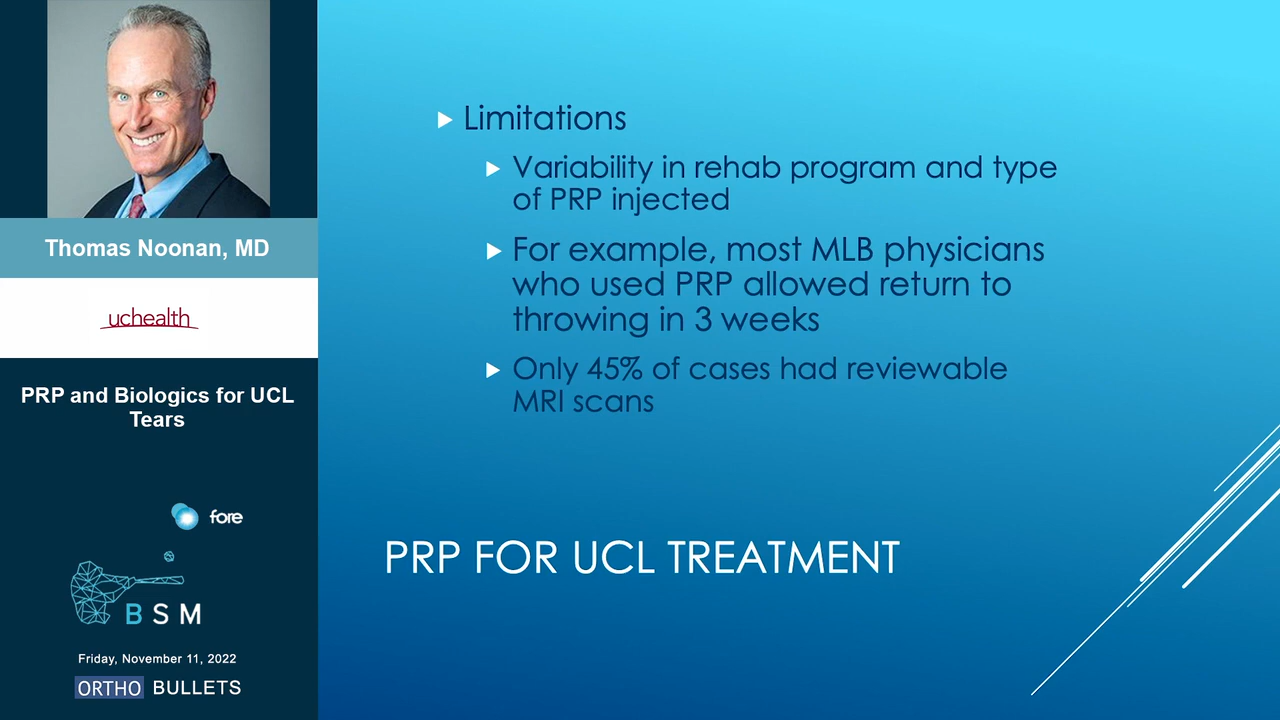 Thomas Noonan, MD
uchealth
PRP and Biologics for UCL
Tears
fore
BSM
Friday, November 11, 2022
ORTHO BULLETS
Limitations
Variability in rehab program and type
of PRP injected
For example, most MLB physicians
who used PRP allowed return to
throwing in 3 weeks
Only 45% of cases had reviewable
MRI scans
PRP FOR UCL TREATMENT